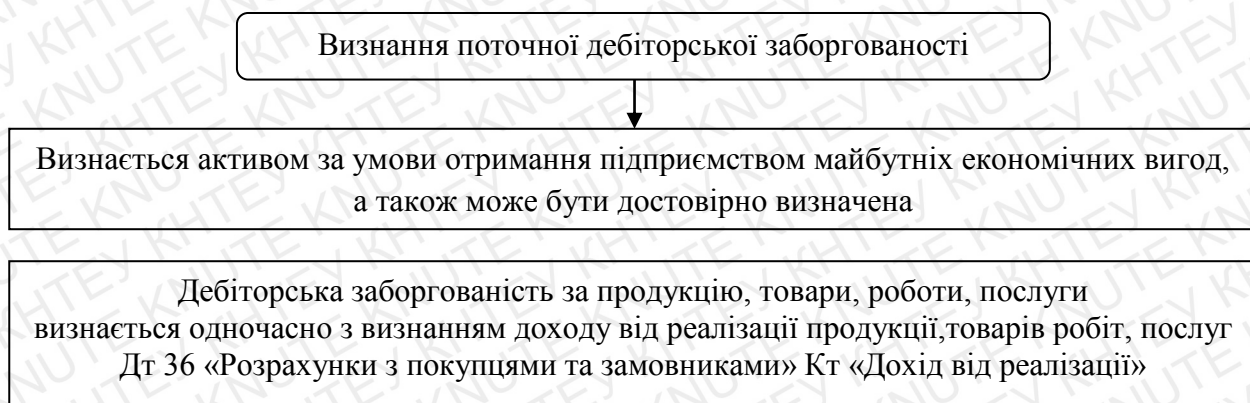 Визнання поточної дебіторської заборгованості
Визнається активом за умови отримання підприємством майбутніх економічних вигод,
а також може бути достовірно визначена
Дебіторська заборгованість за продукцію, товари, роботи, послуги
визнається одночасно з визнанням доходу від реалізації продукції,товарів робіт, послуг
Дт 36 «Розрахунки з покупцями та замовниками» Кт «Дохід від реалізації»